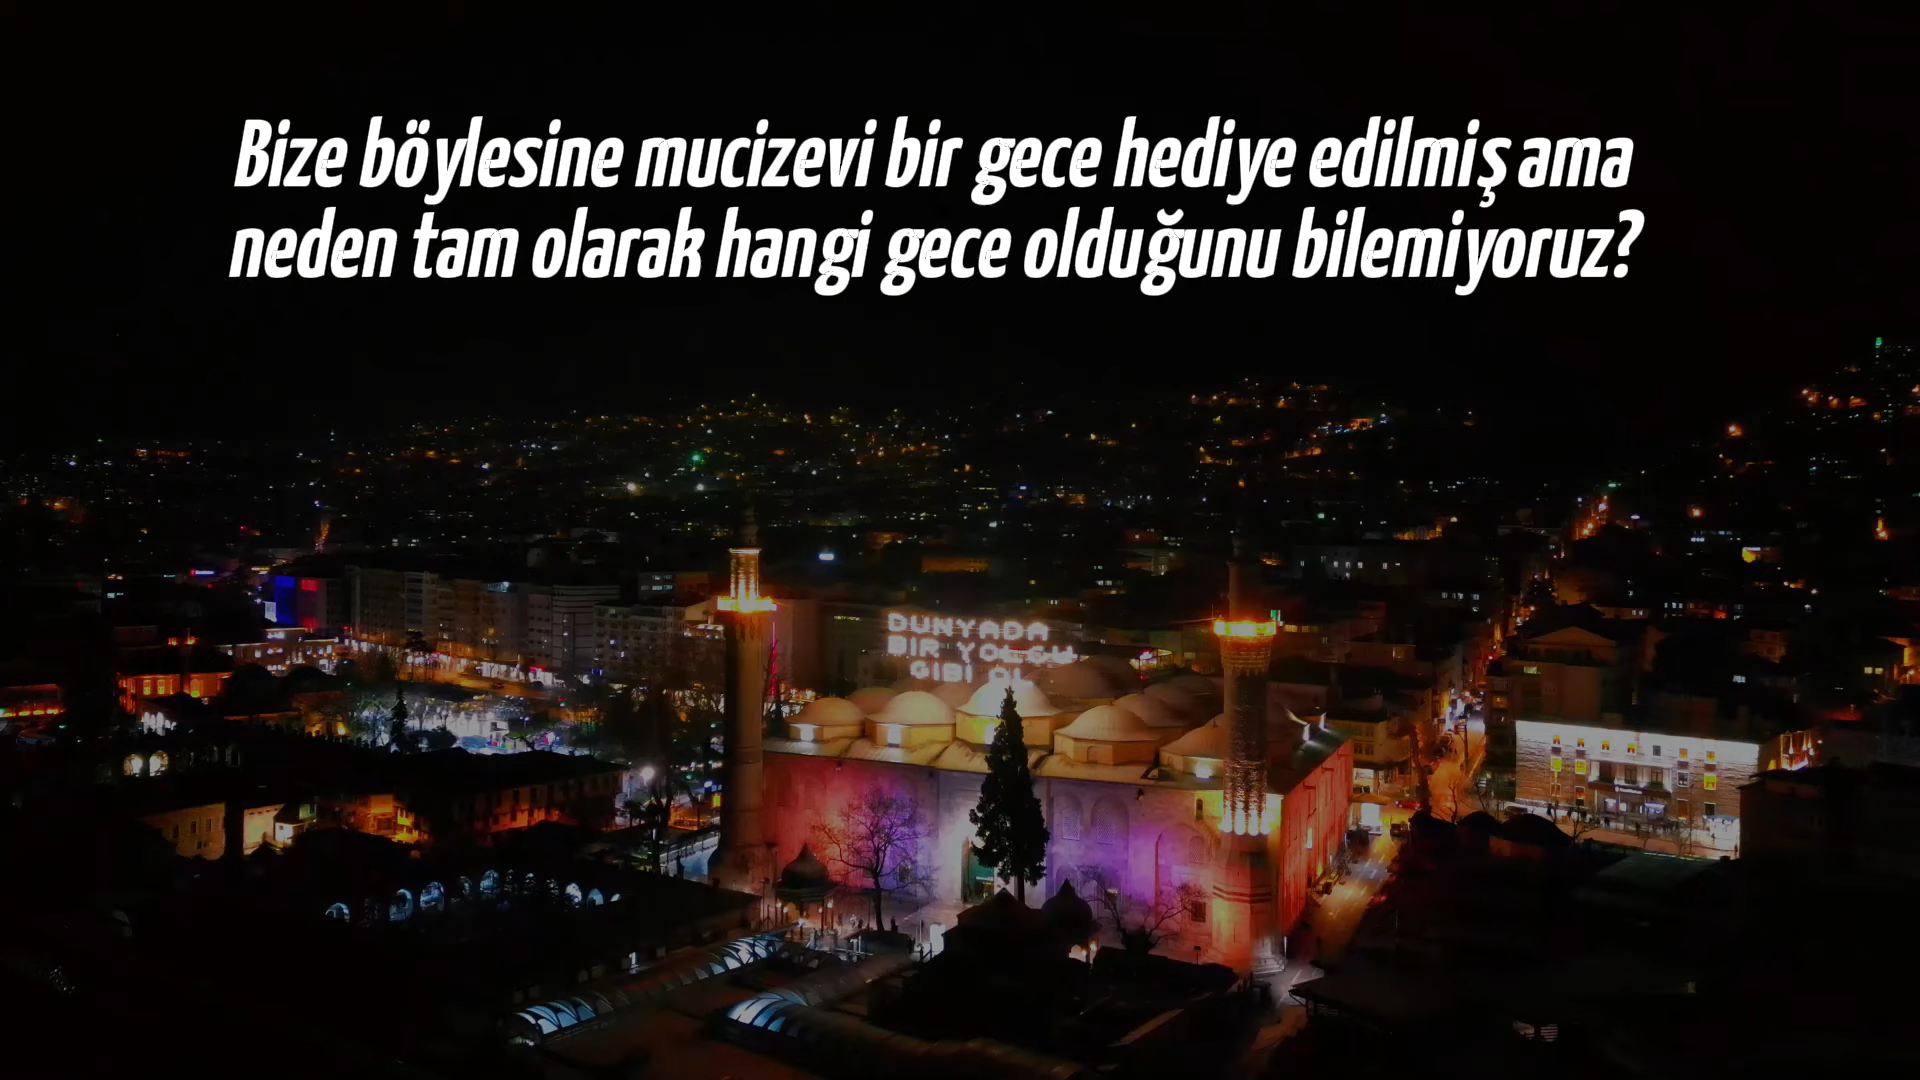 Bize böylesine mucizevi bir gece hediye edilmiş ama
neden tam olarak hangi gece olduğunu bilemiyoruz?
DUNYADA
BIR YOLCU
GIBI OL